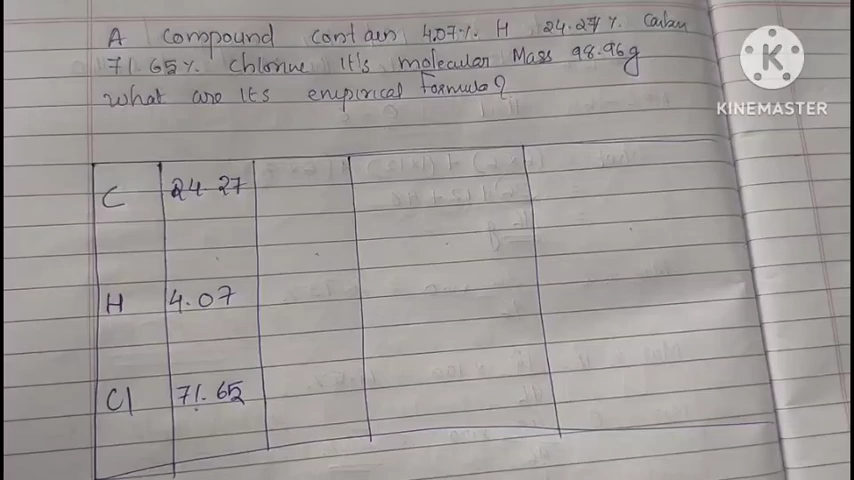 A compound contain 4.07% H 24.27% Carbon
71.65% chlorine it's molecular Mass 98.96g
what are its empirical formula?
K
KINEMASTER
C 24.27
H 4.07
Cl 71.65